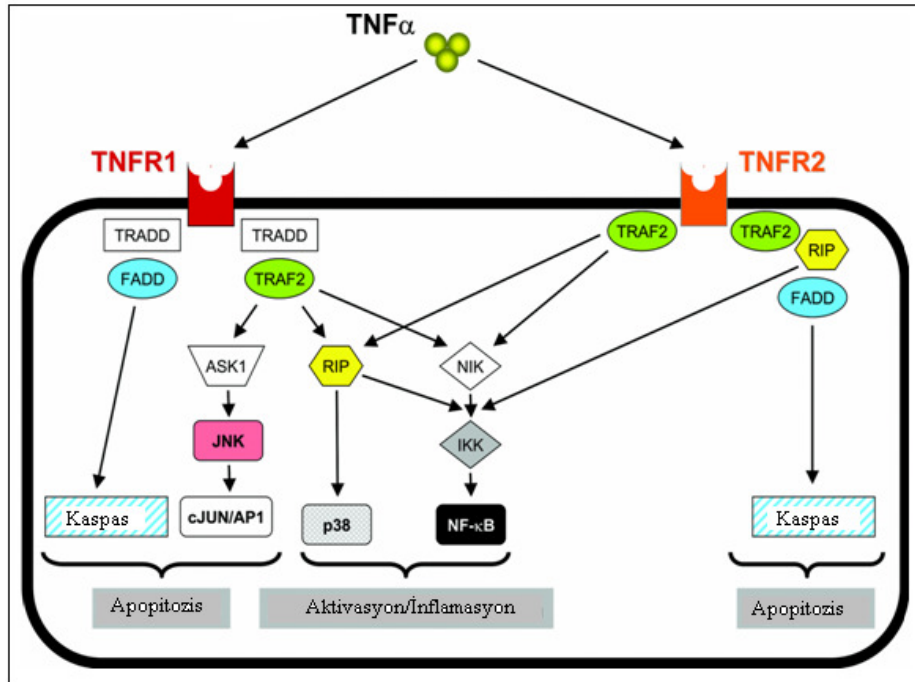 TNFα
TNFR1
TNFR2
TRADD
TRADD
TRAF2
TRAF2
RIP
FADD
TRAF2
FADD
ASK1
RIP
NIK
JNK
IKK
Kaspas
cJUN/AP1
p38
NF-κB
Kaspas
Apopitozis
Aktivasyon/İnflamasyon
Apopitozis